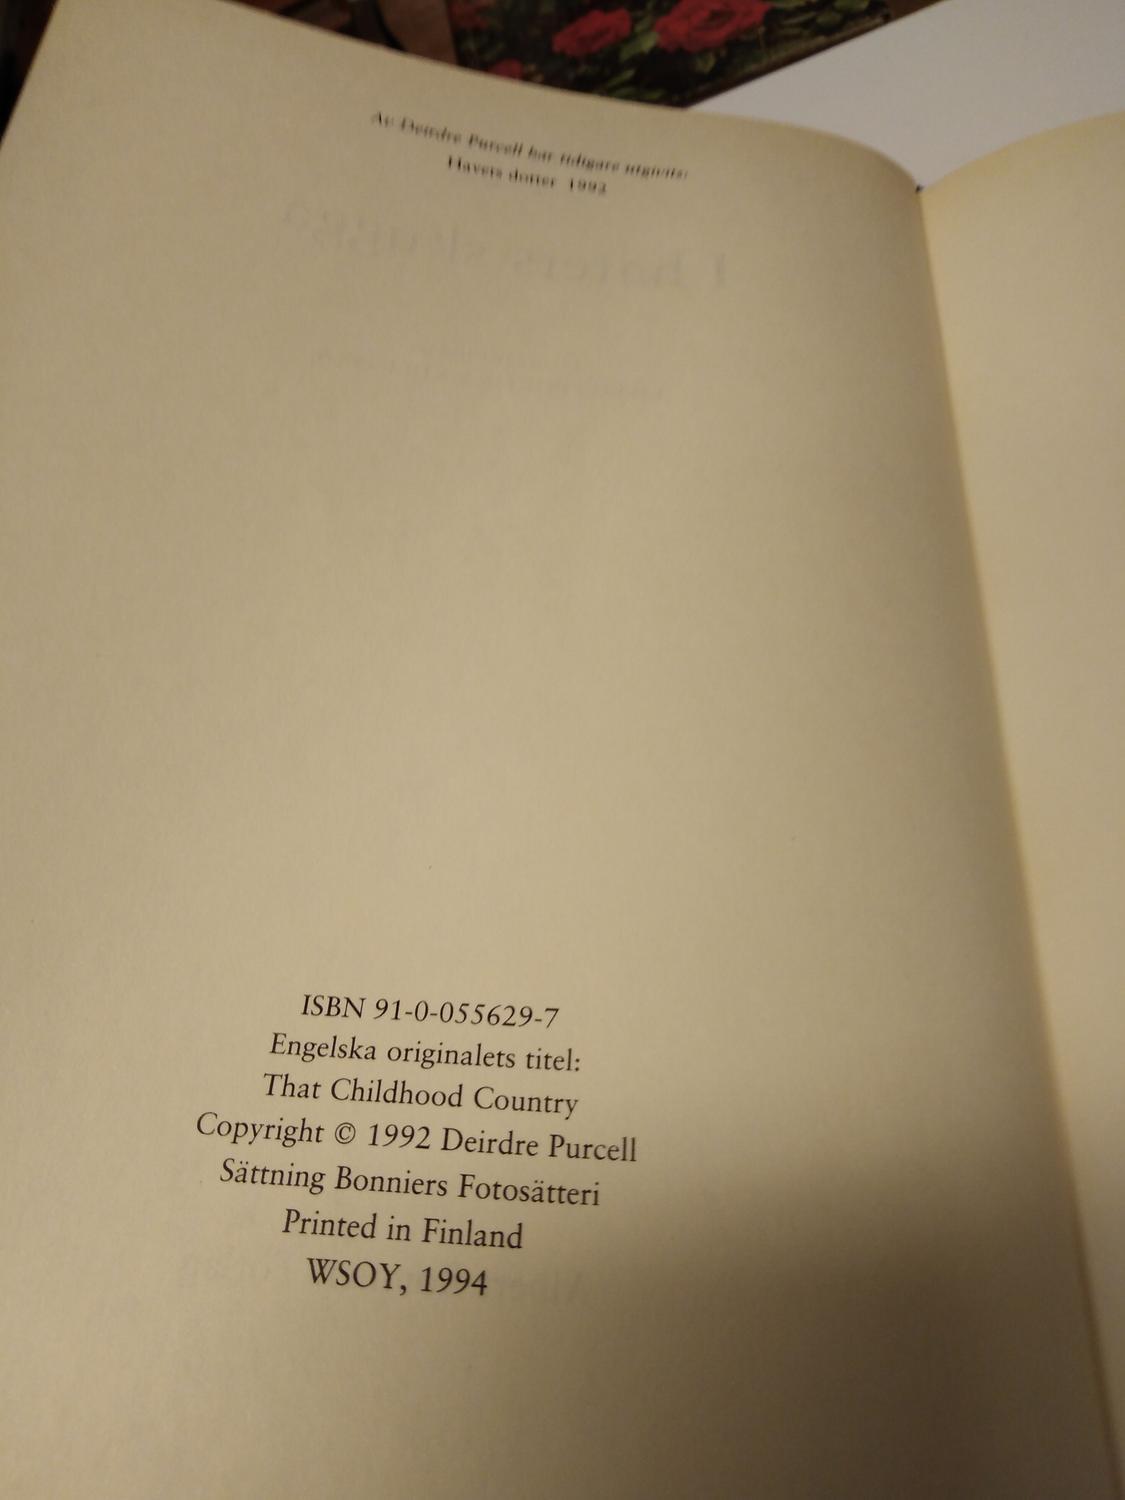 Av Deirdre Purcell har tidigare utgivits:
Havets dotter 1992
ISBN 91-0-055629-7
Engelska originalets titel:
That Childhood Country
Copyright © 1992 Deirdre Purcell
Sättning Bonniers Fotosätteri
Printed in Finland
WSOY, 1994